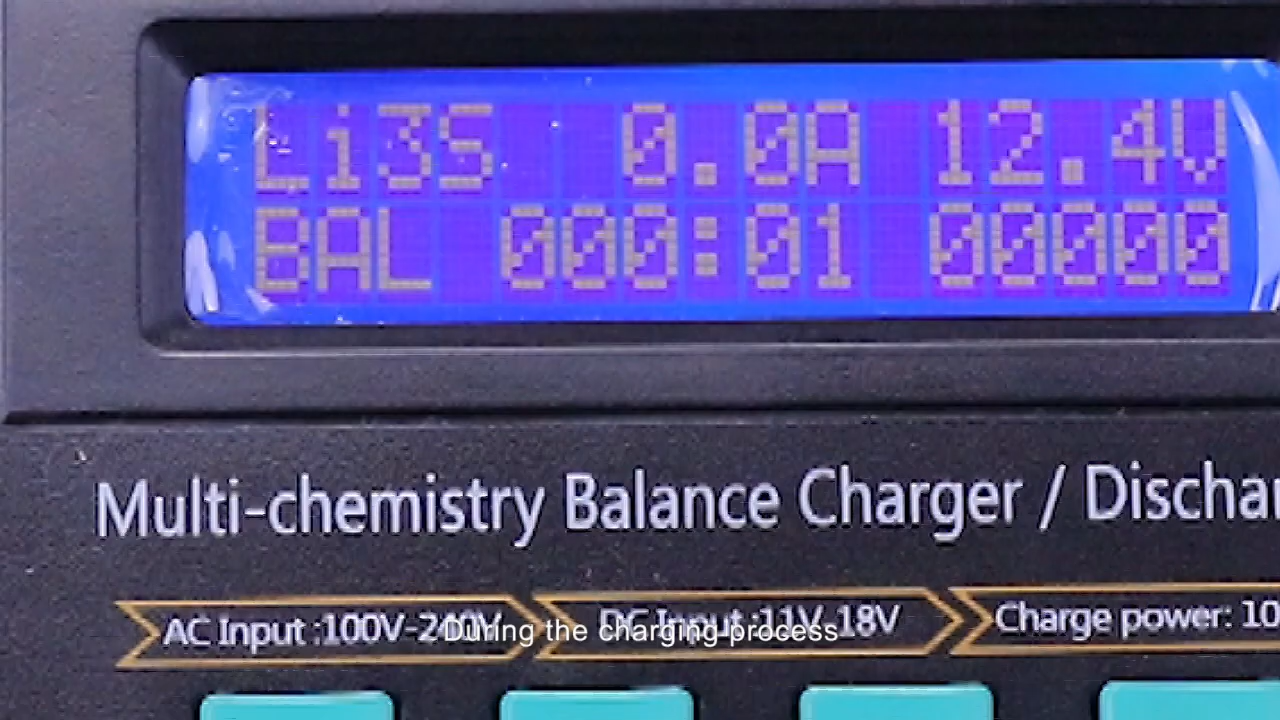 Li3S 0.0A 12.4V
BAL 000:01 00000
Multi-chemistry Balance Charger / Dischar
AC Input :100V-240V DC Input :11V-18V Charge power: 10
During the charging process